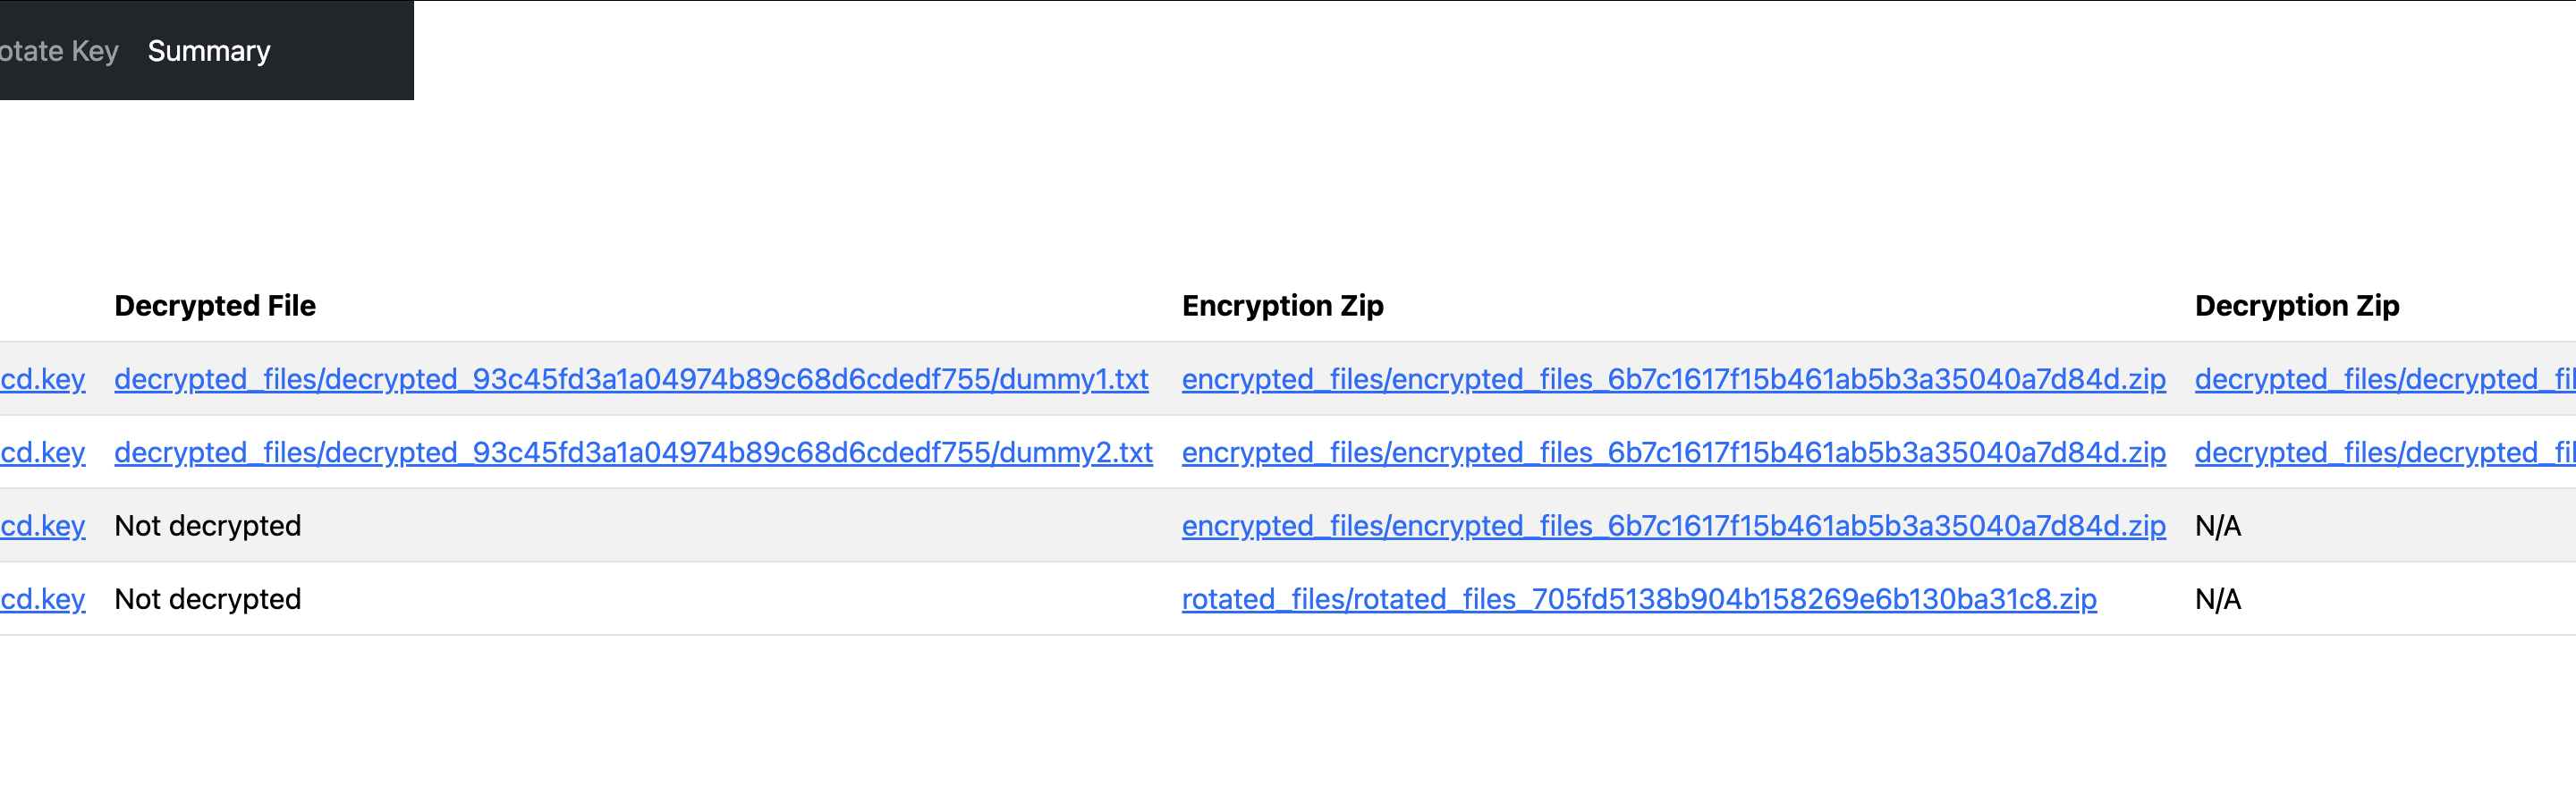 otate Key Summary
Decrypted File Encryption Zip Decryption Zip
cd.key decrypted_files/decrypted_93c45fd3a1a04974b89c68d6cdedf755/dummy1.txt encrypted_files/encrypted_files_6b7c1617f15b461ab5b3a35040a7d84d.zip decrypted_files/decrypted_fil
cd.key decrypted_files/decrypted_93c45fd3a1a04974b89c68d6cdedf755/dummy2.txt encrypted_files/encrypted_files_6b7c1617f15b461ab5b3a35040a7d84d.zip decrypted_files/decrypted_fil
cd.key Not decrypted encrypted_files/encrypted_files_6b7c1617f15b461ab5b3a35040a7d84d.zip N/A
cd.key Not decrypted rotated_files/rotated_files_705fd5138b904b158269e6b130ba31c8.zip N/A